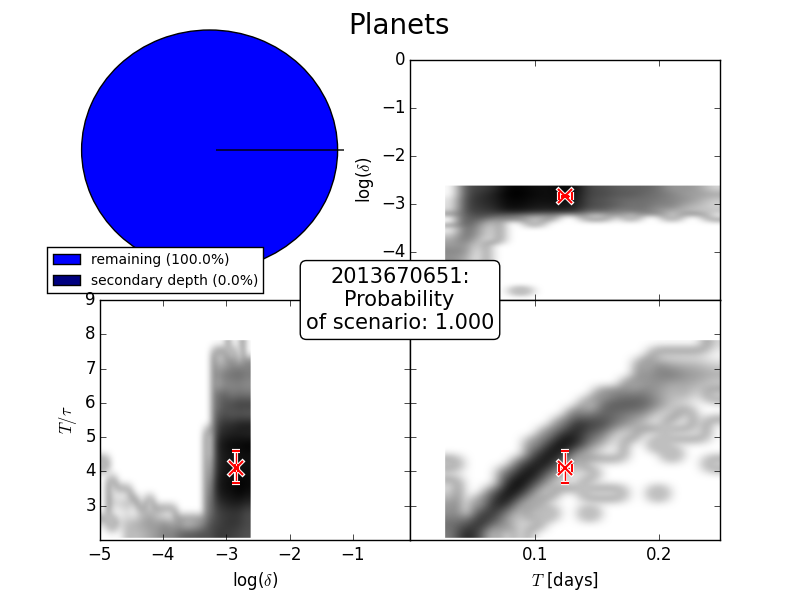 Planets
remaining (100.0%)
secondary depth (0.0%)
0
−1
−2
−3
−4
log(δ)
2013670651:
Probability
of scenario: 1.000
9
8
7
6
5
4
3
T/τ
−5 −4 −3 −2 −1
log(δ)
0.1 0.2
T [days]